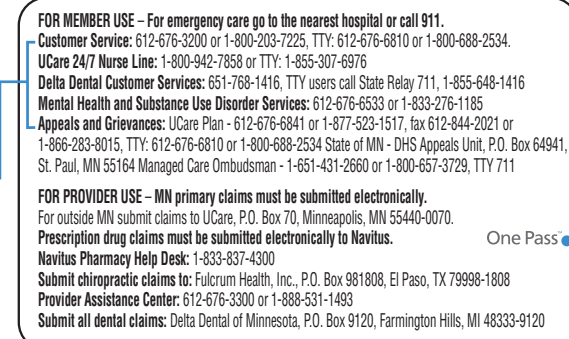 FOR MEMBER USE – For emergency care go to the nearest hospital or call 911.
Customer Service: 612-676-3200 or 1-800-203-7225, TTY: 612-676-6810 or 1-800-688-2534.
UCare 24/7 Nurse Line: 1-800-942-7858 or TTY: 1-855-307-6976
Delta Dental Customer Services: 651-768-1416, TTY users call State Relay 711, 1-855-648-1416
Mental Health and Substance Use Disorder Services: 612-676-6533 or 1-833-276-1185
Appeals and Grievances: UCare Plan - 612-676-6841 or 1-877-523-1517, fax 612-844-2021 or
1-866-283-8015, TTY: 612-676-6810 or 1-800-688-2534 State of MN - DHS Appeals Unit, P.O. Box 64941,
St. Paul, MN 55164 Managed Care Ombudsman - 1-651-431-2660 or 1-800-657-3729, TTY 711
FOR PROVIDER USE – MN primary claims must be submitted electronically.
For outside MN submit claims to UCare, P.O. Box 70, Minneapolis, MN 55440-0070.
Prescription drug claims must be submitted electronically to Navitus.
One Pass™
Navitus Pharmacy Help Desk: 1-833-837-4300
Submit chiropractic claims to: Fulcrum Health, Inc., P.O. Box 981808, El Paso, TX 79998-1808
Provider Assistance Center: 612-676-3300 or 1-888-531-1493
Submit all dental claims: Delta Dental of Minnesota, P.O. Box 9120, Farmington Hills, MI 48333-9120